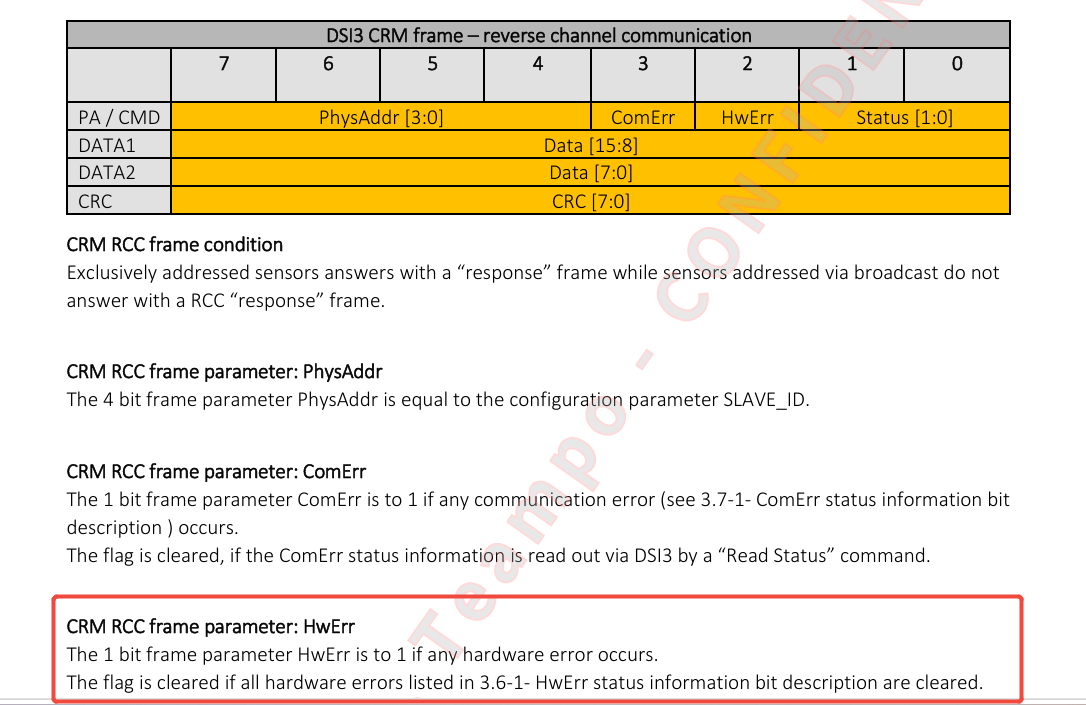 DSI3 CRM frame – reverse channel communication
7 6 5 4 3 2 1 0
PA / CMD PhysAddr [3:0] ComErr HwErr Status [1:0]
DATA1 Data [15:8]
DATA2 Data [7:0]
CRC CRC [7:0]
CRM RCC frame condition
Exclusively addressed sensors answers with a “response” frame while sensors addressed via broadcast do not
answer with a RCC “response” frame.
CRM RCC frame parameter: PhysAddr
The 4 bit frame parameter PhysAddr is equal to the configuration parameter SLAVE_ID.
CRM RCC frame parameter: ComErr
The 1 bit frame parameter ComErr is to 1 if any communication error (see 3.7-1- ComErr status information bit
description ) occurs.
The flag is cleared, if the ComErr status information is read out via DSI3 by a “Read Status” command.
CRM RCC frame parameter: HwErr
The 1 bit frame parameter HwErr is to 1 if any hardware error occurs.
The flag is cleared if all hardware errors listed in 3.6-1- HwErr status information bit description are cleared.
Teampo - CONFIDEN